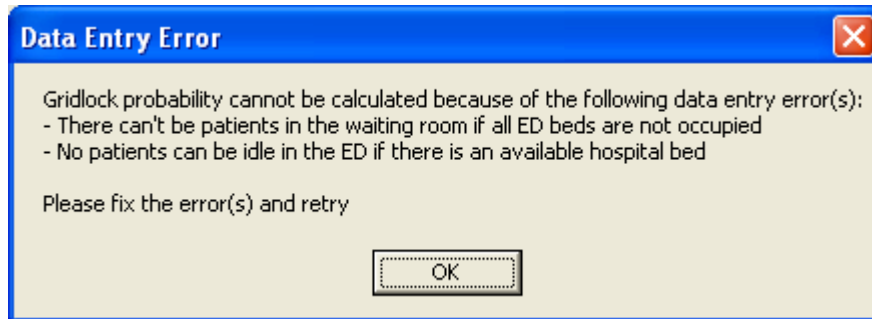 Data Entry Error
Gridlock probability cannot be calculated because of the following data entry error(s):
- There can't be patients in the waiting room if all ED beds are not occupied
- No patients can be idle in the ED if there is an available hospital bed
Please fix the error(s) and retry
OK